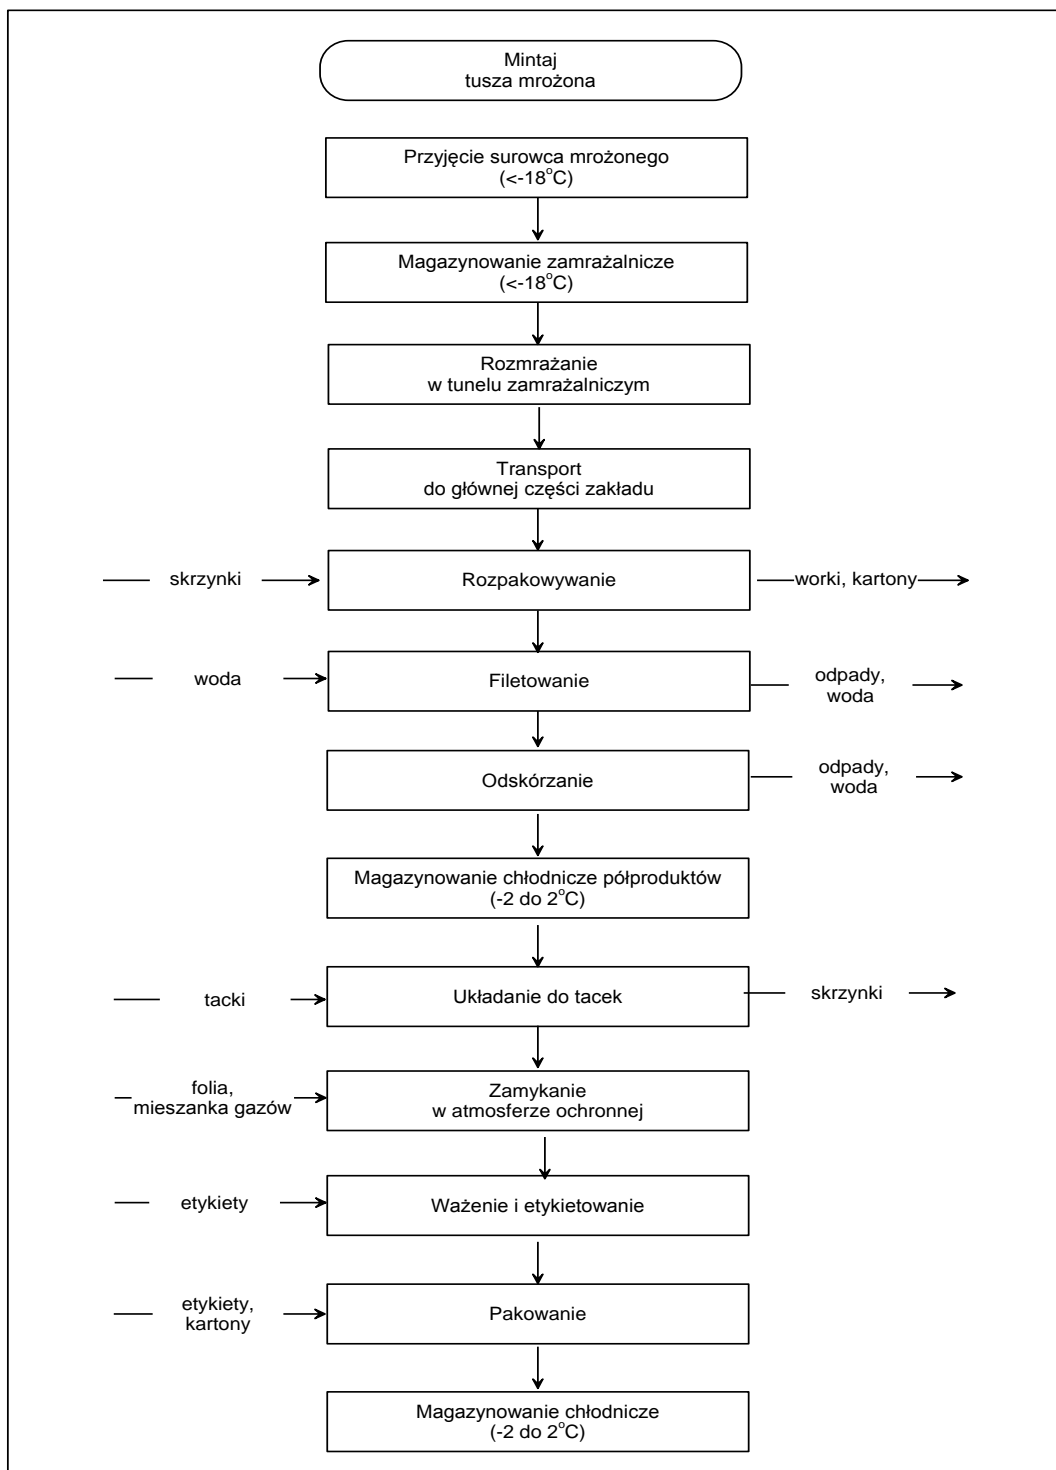 Mintaj
tusza mrożona
Przyjęcie surowca mrożonego
(<-18°C)
Magazynowanie zamrażalnicze
(<-18°C)
Rozmrażanie
w tunelu zamrażalniczym
Transport
do głównej części zakładu
skrzynki
Rozpakowywanie
worki, kartony
woda
Filetowanie
odpady,
woda
Odskórzanie
odpady,
woda
Magazynowanie chłodnicze półproduktów
(-2 do 2°C)
tacki
Układanie do tacek
skrzynki
folia,
mieszanka gazów
Zamykanie
w atmosferze ochronnej
etykiety
Ważenie i etykietowanie
etykiety,
kartony
Pakowanie
Magazynowanie chłodnicze
(-2 do 2°C)